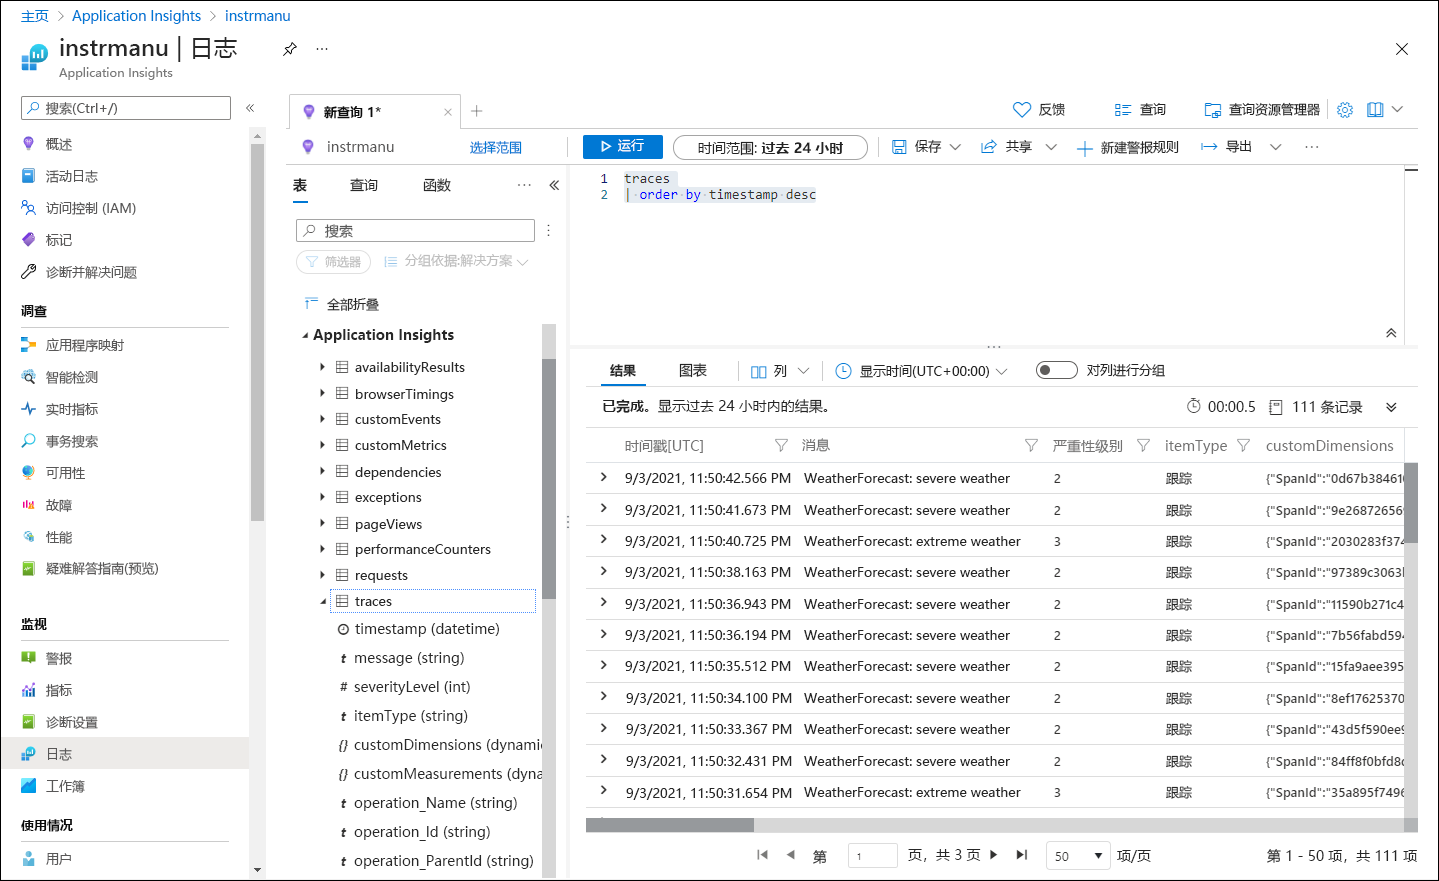 主页 > Application Insights > instrmanu
instrmanu | 日志
Application Insights
搜索(Ctrl+/)
概述
活动日志
访问控制 (IAM)
标记
诊断并解决问题
调查
应用程序映射
智能检测
实时指标
事务搜索
可用性
故障
性能
疑难解答指南(预览)
监视
警报
指标
诊断设置
日志
工作簿
使用情况
用户
新查询 1*
反馈
查询
查询资源管理器
instrmanu
选择范围
运行
时间范围: 过去 24 小时
保存
共享
新建警报规则
导出
表
查询
函数
搜索
筛选器
分组依据:解决方案
全部折叠
Application Insights
availabilityResults
browserTimings
customEvents
customMetrics
dependencies
exceptions
pageViews
performanceCounters
requests
traces
timestamp (datetime)
message (string)
severityLevel (int)
itemType (string)
customDimensions (dynamic
customMeasurements (dyna
operation_Name (string)
operation_Id (string)
operation_ParentId (string)
1 traces
2 | order by timestamp desc
结果
图表
列
显示时间(UTC+00:00)
对列进行分组
已完成。显示过去 24 小时内的结果。
00:00.5
111 条记录
时间戳[UTC] 消息 严重性级别 itemType customDimensions
9/3/2021, 11:50:42.566 PM WeatherForecast: severe weather 2 跟踪 {"SpanId":"0d67b38461
9/3/2021, 11:50:41.673 PM WeatherForecast: severe weather 2 跟踪 {"SpanId":"9e26872656
9/3/2021, 11:50:40.725 PM WeatherForecast: extreme weather 3 跟踪 {"SpanId":"2030283f374
9/3/2021, 11:50:38.163 PM WeatherForecast: severe weather 2 跟踪 {"SpanId":"97389c3063
9/3/2021, 11:50:36.943 PM WeatherForecast: severe weather 2 跟踪 {"SpanId":"11590b271c4
9/3/2021, 11:50:36.194 PM WeatherForecast: severe weather 2 跟踪 {"SpanId":"7b56fabd594
9/3/2021, 11:50:35.512 PM WeatherForecast: severe weather 2 跟踪 {"SpanId":"15fa9aee395
9/3/2021, 11:50:34.100 PM WeatherForecast: severe weather 2 跟踪 {"SpanId":"8ef17625370
9/3/2021, 11:50:33.367 PM WeatherForecast: severe weather 2 跟踪 {"SpanId":"43d5f590ee9
9/3/2021, 11:50:32.431 PM WeatherForecast: severe weather 2 跟踪 {"SpanId":"84ff8f0bfd8
9/3/2021, 11:50:31.654 PM WeatherForecast: extreme weather 3 跟踪 {"SpanId":"35a895f7496
第 1 页，共 3 页
50 项/页
第 1 - 50 项，共 111 项